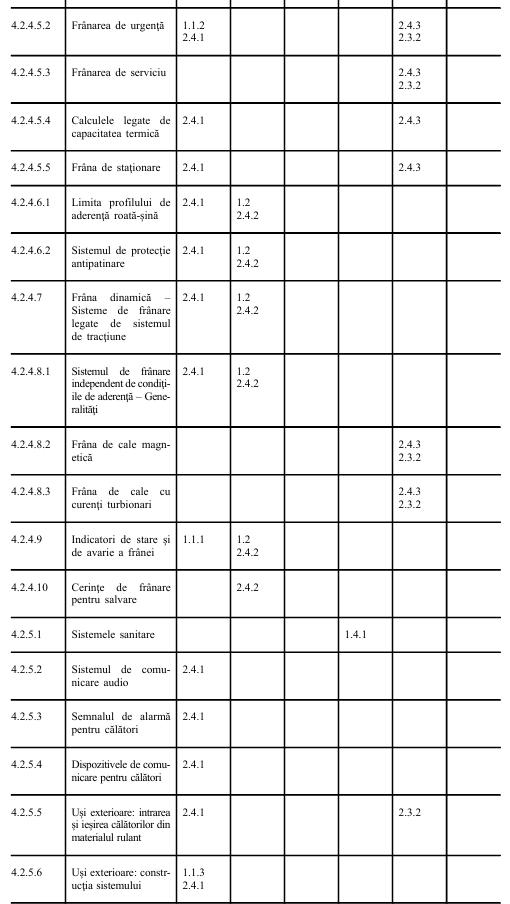 4.2.4.5.2 Frânarea de urgență 1.1.2 2.4.3
2.4.1 2.3.2
4.2.4.5.3 Frânarea de serviciu 2.4.3
2.3.2
4.2.4.5.4 Calculele legate de 2.4.1 2.4.3
capacitatea termică
4.2.4.5.5 Frâna de staționare 2.4.1 2.4.3
4.2.4.6.1 Limita profilului de 2.4.1 1.2
aderență roată-șină 2.4.2
4.2.4.6.2 Sistemul de protecție 2.4.1 1.2
antipatinare 2.4.2
4.2.4.7 Frâna dinamică – 2.4.1 1.2
Sisteme de frânare 2.4.2
legate de sistemul
de tracțiune
4.2.4.8.1 Sistemul de frânare 2.4.1 1.2
independent de condiți- 2.4.2
ile de aderență – Gene-
ralități
4.2.4.8.2 Frâna de cale magn- 2.4.3
etică 2.3.2
4.2.4.8.3 Frâna de cale cu 2.4.3
curenți turbionari 2.3.2
4.2.4.9 Indicatori de stare și 1.1.1 1.2
de avarie a frânei 2.4.2
4.2.4.10 Cerințe de frânare 2.4.2
pentru salvare
4.2.5.1 Sistemele sanitare 1.4.1
4.2.5.2 Sistemul de comu- 2.4.1
nicare audio
4.2.5.3 Semnalul de alarmă 2.4.1
pentru călători
4.2.5.4 Dispozitivele de comu- 2.4.1
nicare pentru călători
4.2.5.5 Uși exterioare: intrarea 2.4.1 2.3.2
și ieșirea călătorilor din
materialul rulant
4.2.5.6 Uși exterioare: constr- 1.1.3
ucția sistemului 2.4.1